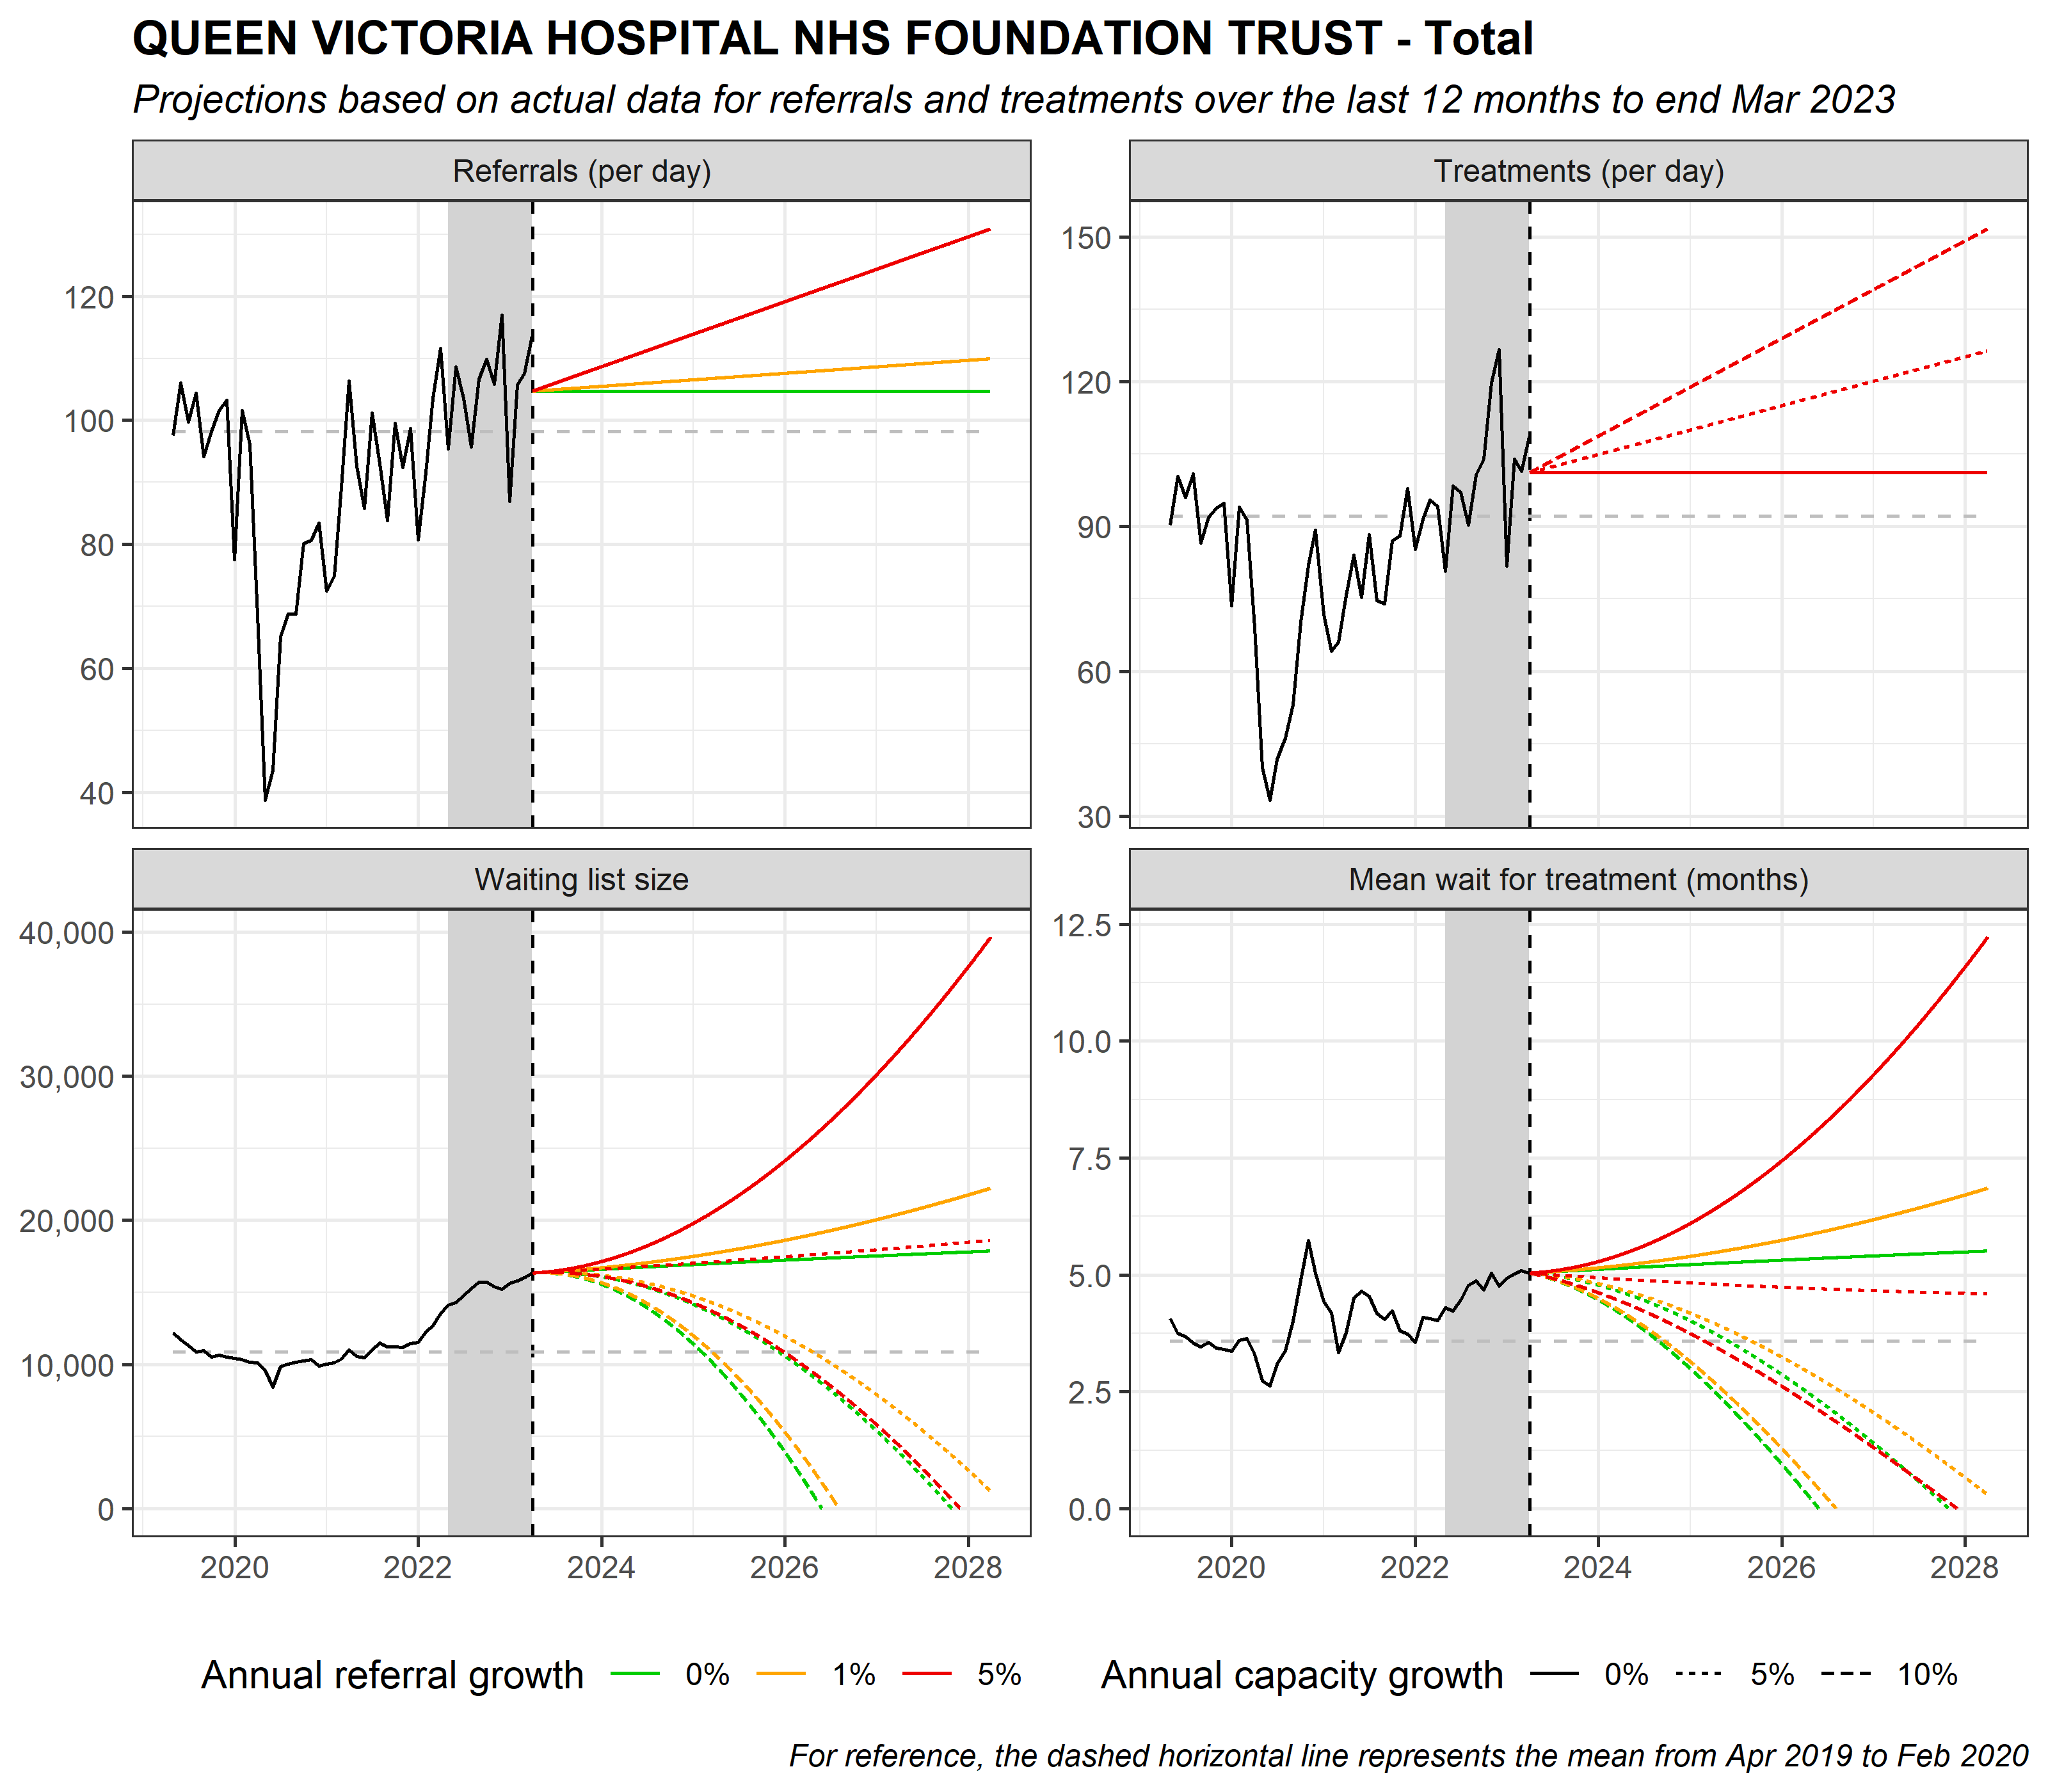 QUEEN VICTORIA HOSPITAL NHS FOUNDATION TRUST - Total
Projections based on actual data for referrals and treatments over the last 12 months to end Mar 2023
Referrals (per day)
120
100
80
60
40
Treatments (per day)
150
120
90
60
30
Waiting list size
40,000
30,000
20,000
10,000
0
2020 2022 2024 2026 2028
Mean wait for treatment (months)
12.5
10.0
7.5
5.0
2.5
0.0
2020 2022 2024 2026 2028
Annual referral growth 0% 1% 5%
Annual capacity growth 0% 5% 10%
For reference, the dashed horizontal line represents the mean from Apr 2019 to Feb 2020